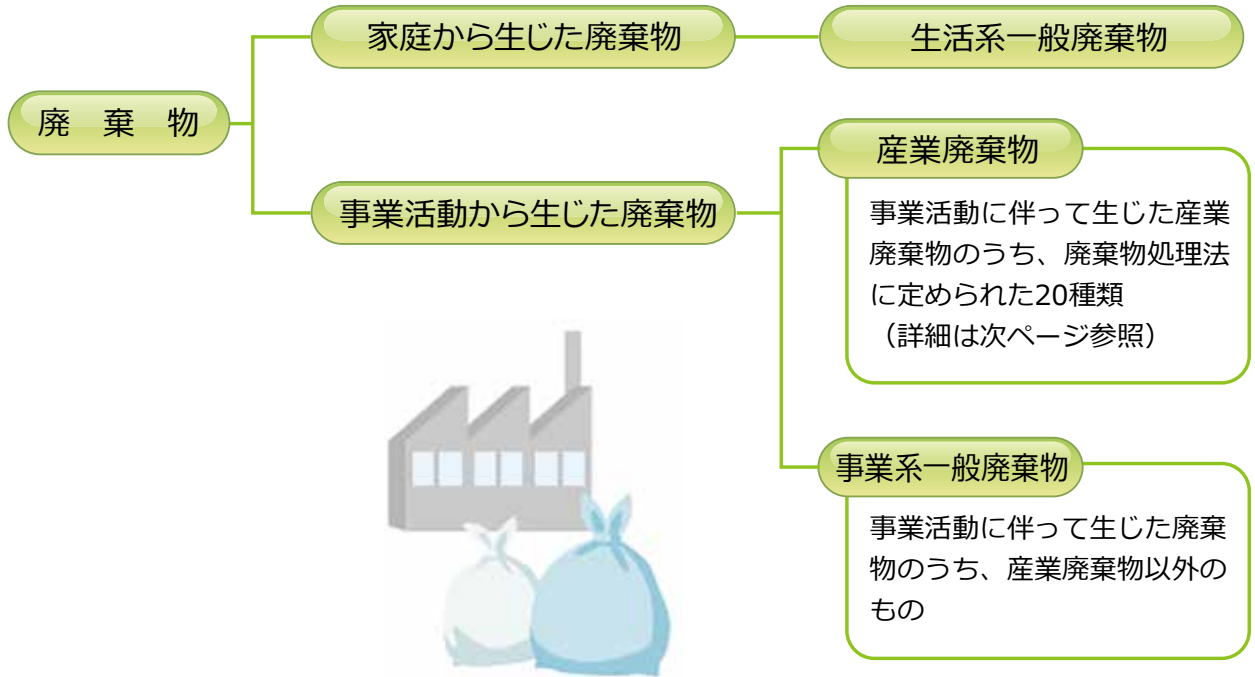 家庭から生じた廃棄物
生活系一般廃棄物
廃 棄 物
産業廃棄物
事業活動から生じた廃棄物
事業活動に伴って生じた産業
廃棄物のうち、廃棄物処理法
に定められた20種類
（詳細は次ページ参照）
事業系一般廃棄物
事業活動に伴って生じた廃棄
物のうち、産業廃棄物以外の
もの